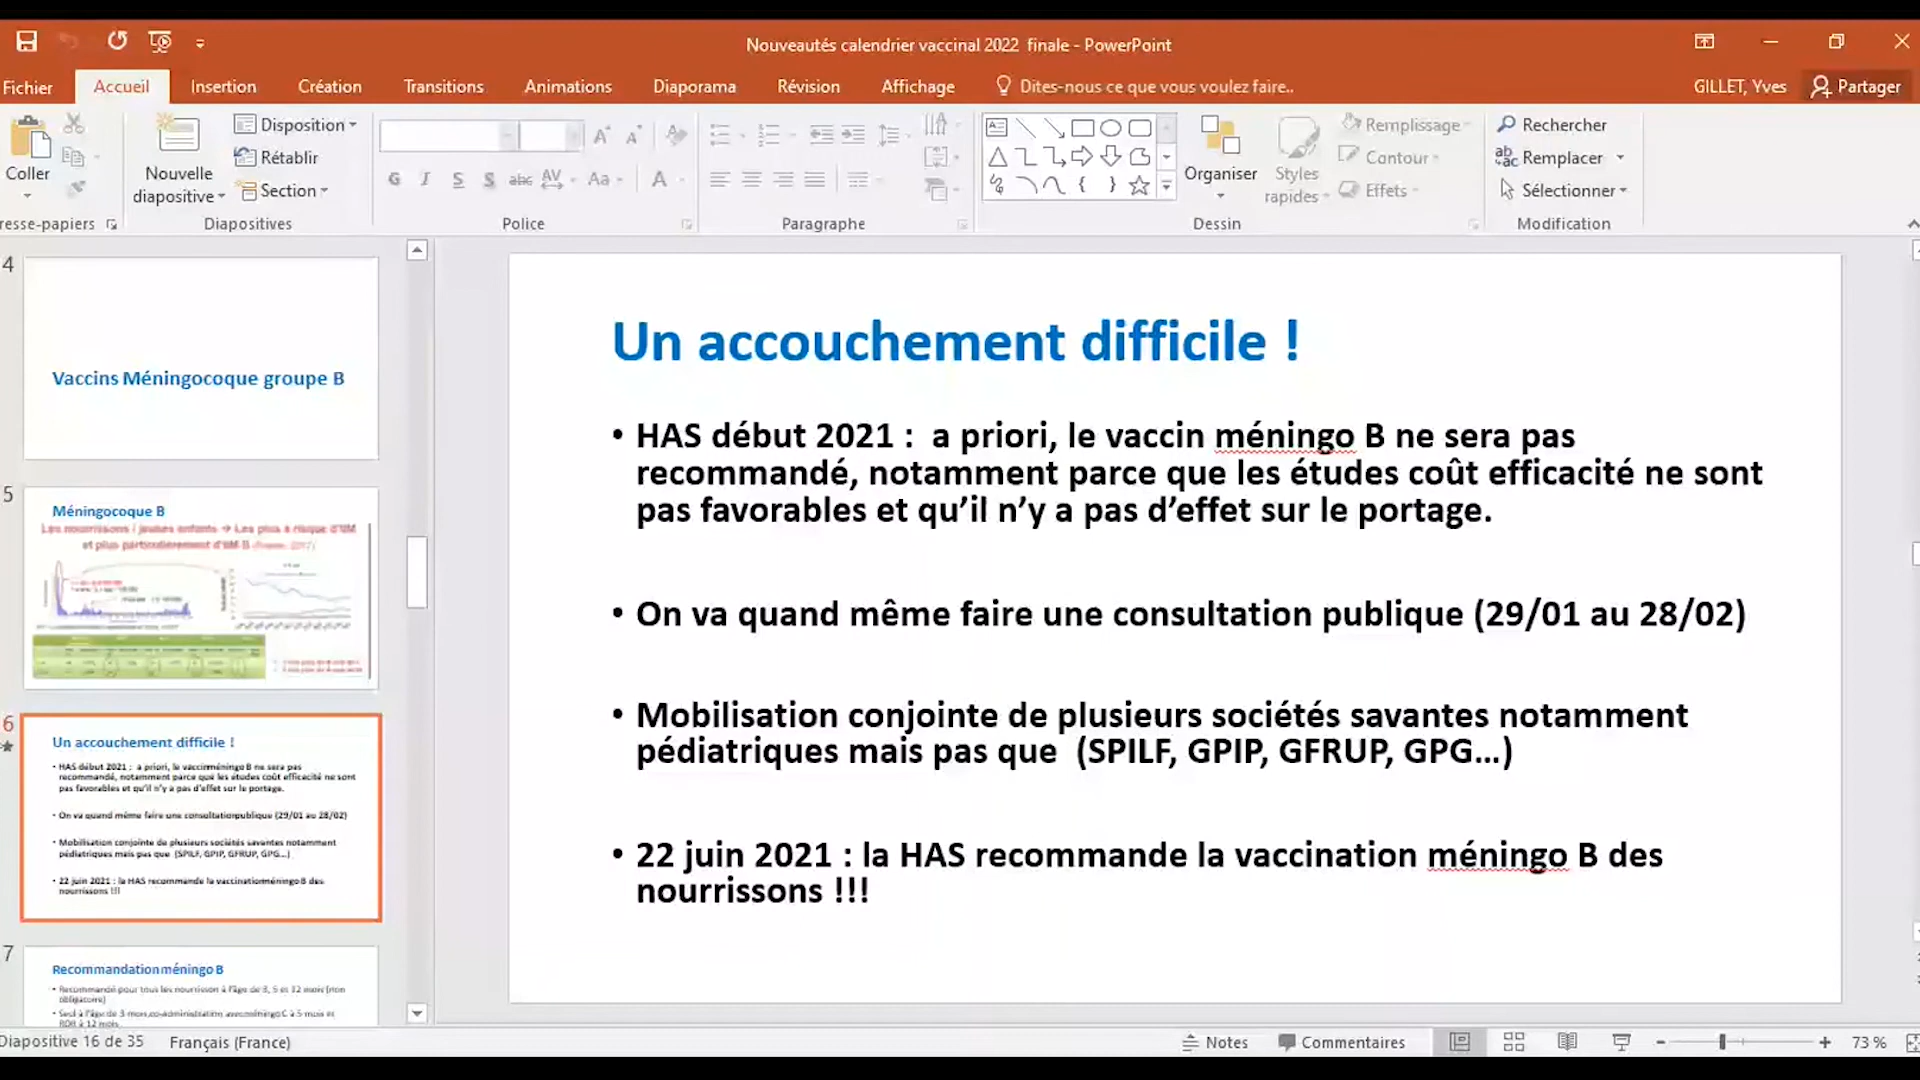 Nouveautés calendrier vaccinal 2022 finale - PowerPoint
Fichier Accueil Insertion Création Transitions Animations Diaporama Révision Affichage Dites-nous ce que vous voulez faire.. GILLET, Yves Partager
Coller
Nouvelle
diapositive
Disposition
Rétablir
Section
G I S S abc AV Aa A
Organiser
Styles
rapides
Remplissage
Contour
Effets
Rechercher
Remplacer
Sélectionner
resse-papiers Diapositives Police Paragraphe Dessin Modification
4
Vaccins Méningocoque groupe B
5
Méningocoque B
Les nourrissons / jeunes enfants → Les plus à risque d'IIM
et plus particulièrement d'IIM B
6
Un accouchement difficile !
• HAS début 2021 : a priori, le vaccinméningo B ne sera pas
recommandé, notamment parce que les études coût efficacité ne sont
pas favorables et qu'il n'y a pas d'effet sur le portage.
• On va quand même faire une consultationpublique (29/01 au 28/02)
• Mobilisation conjointe de plusieurs sociétés savantes notamment
pédiatriques mais pas que (SPILF, GPIP, GFRUP, GPG...)
• 22 juin 2021 : la HAS recommande la vaccinationméningo B des
nourrissons !!!
7
Recommandation méningo B
• Recommandé pour tous les nourrisson à l'âge de 3, 5 et 12 mois (non
obligatoire)
• Seul à l'âge de 3 mois,co-administration avec méningo C à 5 mois et
ROR à 12 mois
Un accouchement difficile !
• HAS début 2021 : a priori, le vaccin méningo B ne sera pas
recommandé, notamment parce que les études coût efficacité ne sont
pas favorables et qu’il n’y a pas d’effet sur le portage.
• On va quand même faire une consultation publique (29/01 au 28/02)
• Mobilisation conjointe de plusieurs sociétés savantes notamment
pédiatriques mais pas que (SPILF, GPIP, GFRUP, GPG…)
• 22 juin 2021 : la HAS recommande la vaccination méningo B des
nourrissons !!!
Diapositive 16 de 35 Français (France) Notes Commentaires 73 %